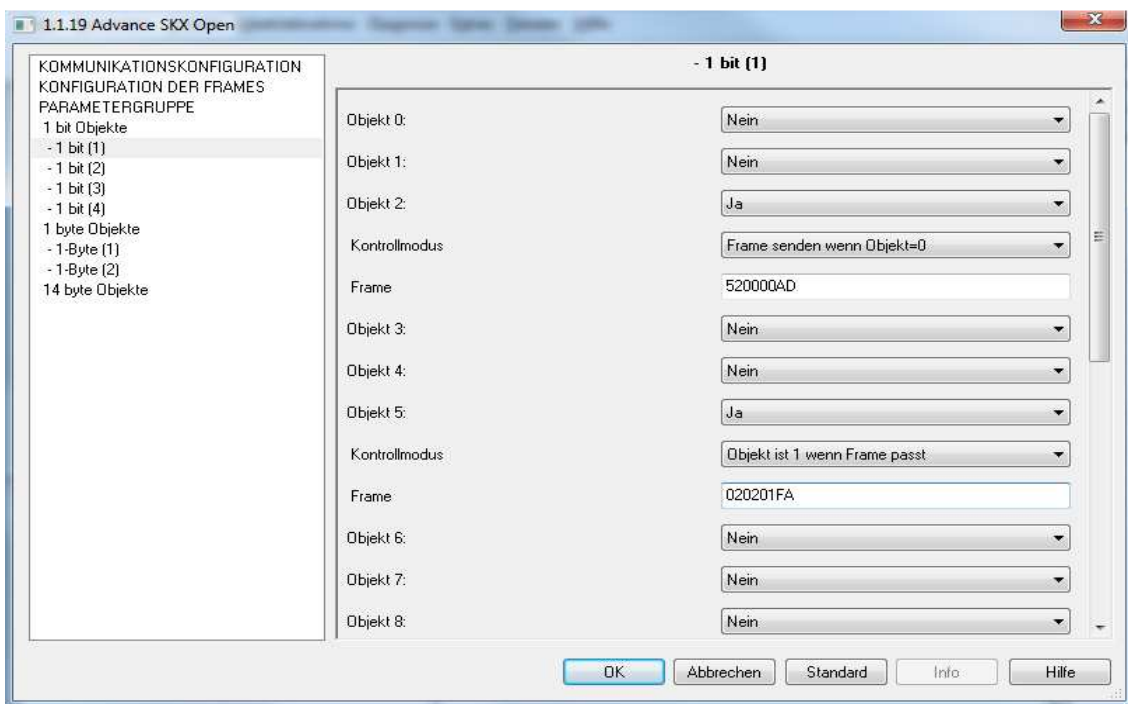 1.1.19 Advance SKX Open
KOMMUNIKATIONSKONFIGURATION
KONFIGURATION DER FRAMES
PARAMETERGRUPPE
1 bit Objekte
- 1 bit (1)
- 1 bit (2)
- 1 bit (3)
- 1 bit (4)
1 byte Objekte
- 1-Byte (1)
- 1-Byte (2)
14 byte Objekte
- 1 bit (1)
Objekt 0: Nein
Objekt 1: Nein
Objekt 2: Ja
Kontrollmodus Frame senden wenn Objekt=0
Frame 520000AD
Objekt 3: Nein
Objekt 4: Nein
Objekt 5: Ja
Kontrollmodus Objekt ist 1 wenn Frame passt
Frame 020201FA
Objekt 6: Nein
Objekt 7: Nein
Objekt 8: Nein
OK Abbrechen Standard Info Hilfe